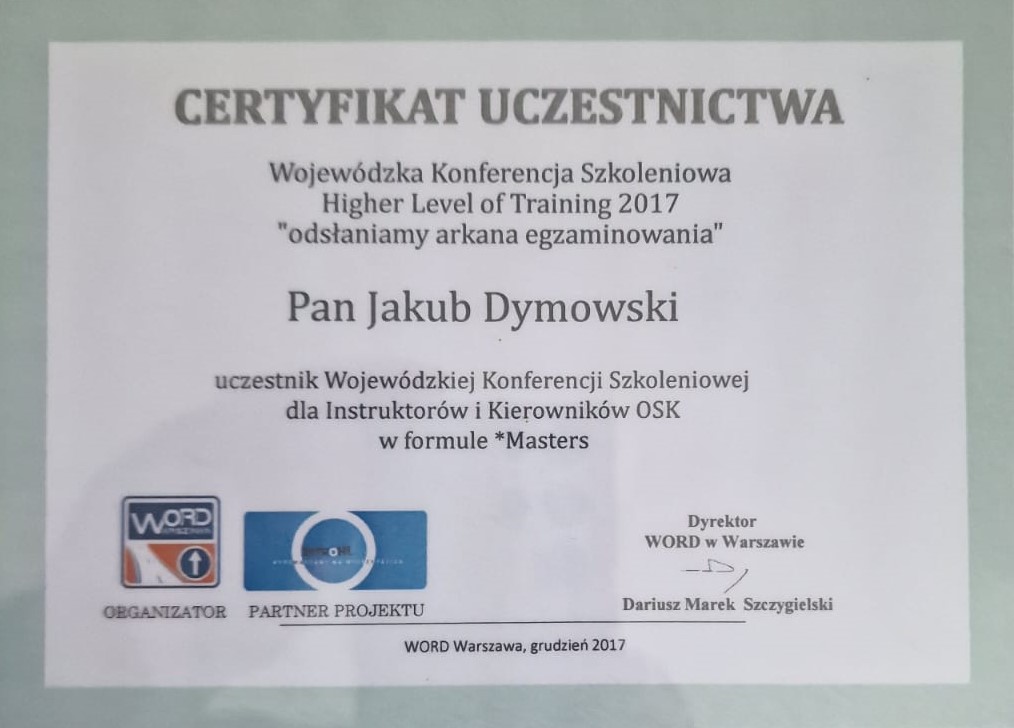 CERTYFIKAT UCZESTNICTWA
Wojewódzka Konferencja Szkoleniowa
Higher Level of Training 2017
"odsłaniamy arkana egzaminowania"
Pan Jakub Dymowski
uczestnik Wojewódzkiej Konferencji Szkoleniowej
dla Instruktorów i Kierowników OSK
w formule *Masters
WORD
WARSZAWA
ORGANIZATOR
PARTNER PROJEKTU
Dyrektor
WORD w Warszawie
Dariusz Marek Szczygielski
WORD Warszawa, grudzień 2017